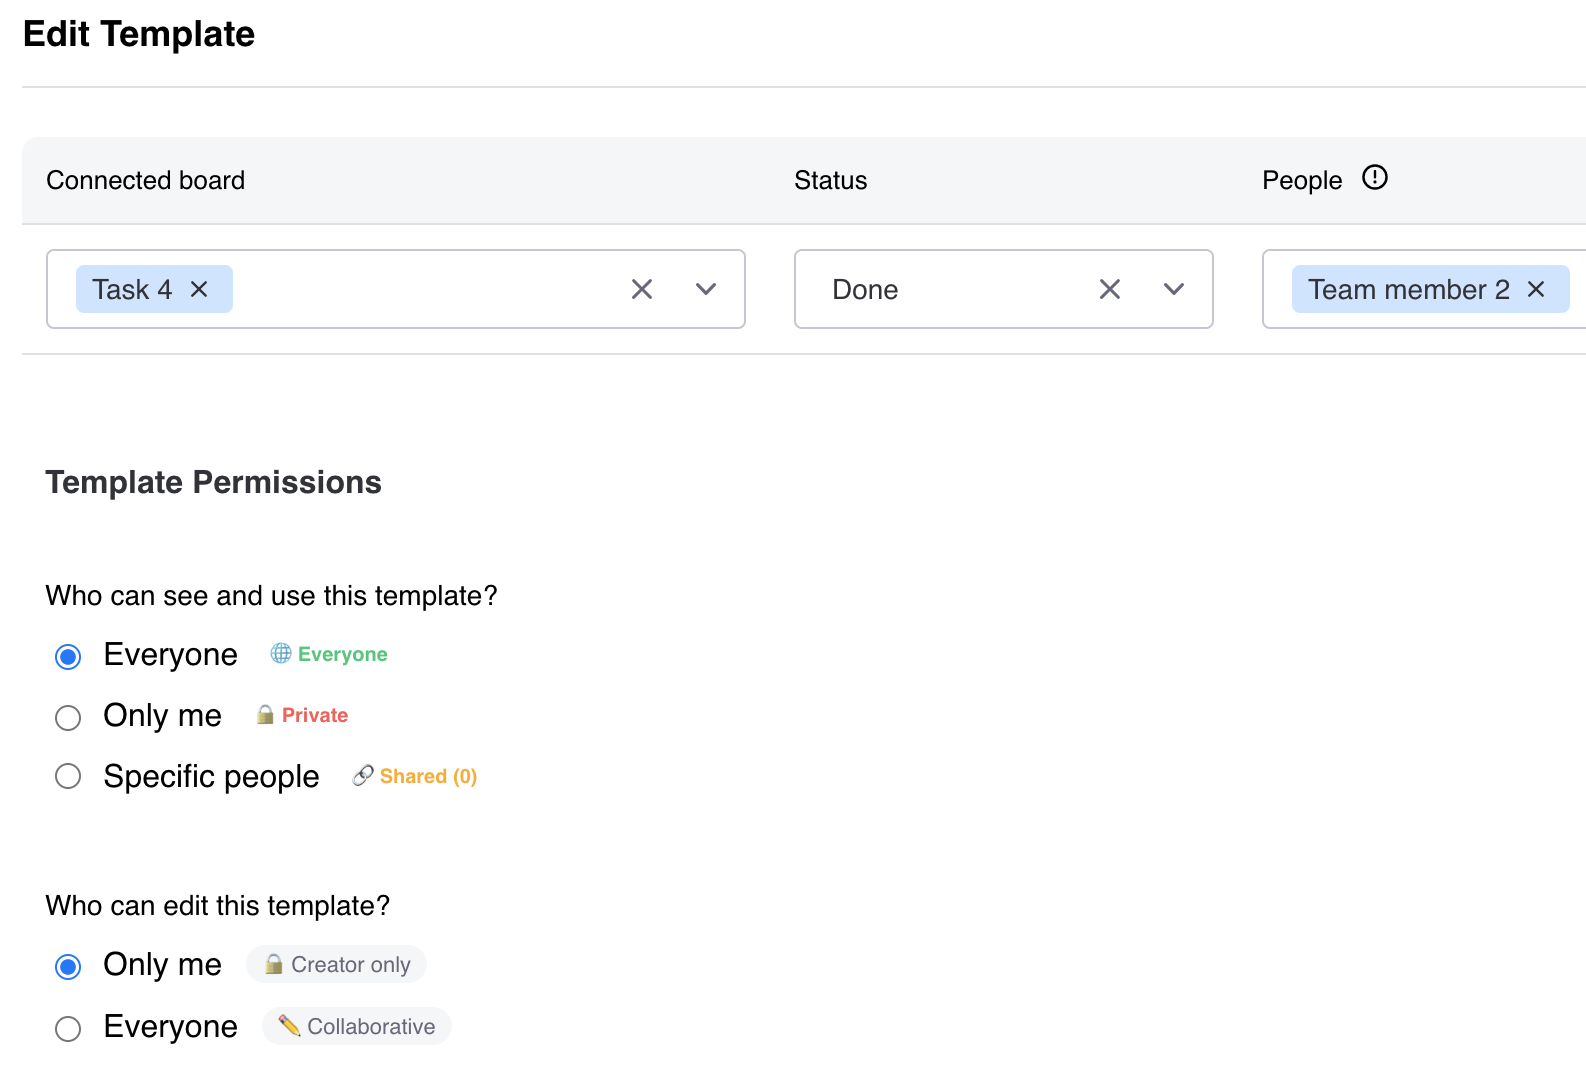 Edit Template
Connected board Status People
Task 4 Done Team member 2
Template Permissions
Who can see and use this template?
Everyone Everyone
Only me Private
Specific people Shared (0)
Who can edit this template?
Only me Creator only
Everyone Collaborative